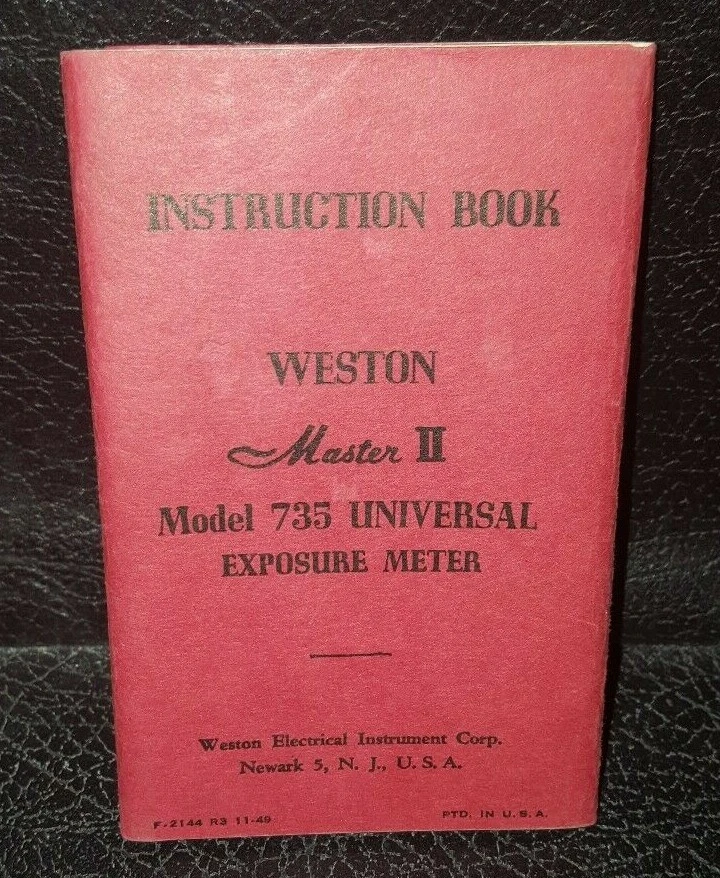 INSTRUCTION BOOK
WESTON
Master II
Model 735 UNIVERSAL
EXPOSURE METER
Weston Electrical Instrument Corp.
Newark 5, N. J., U. S. A.
F-2144 R3 11-49 PTD. IN U. S. A.